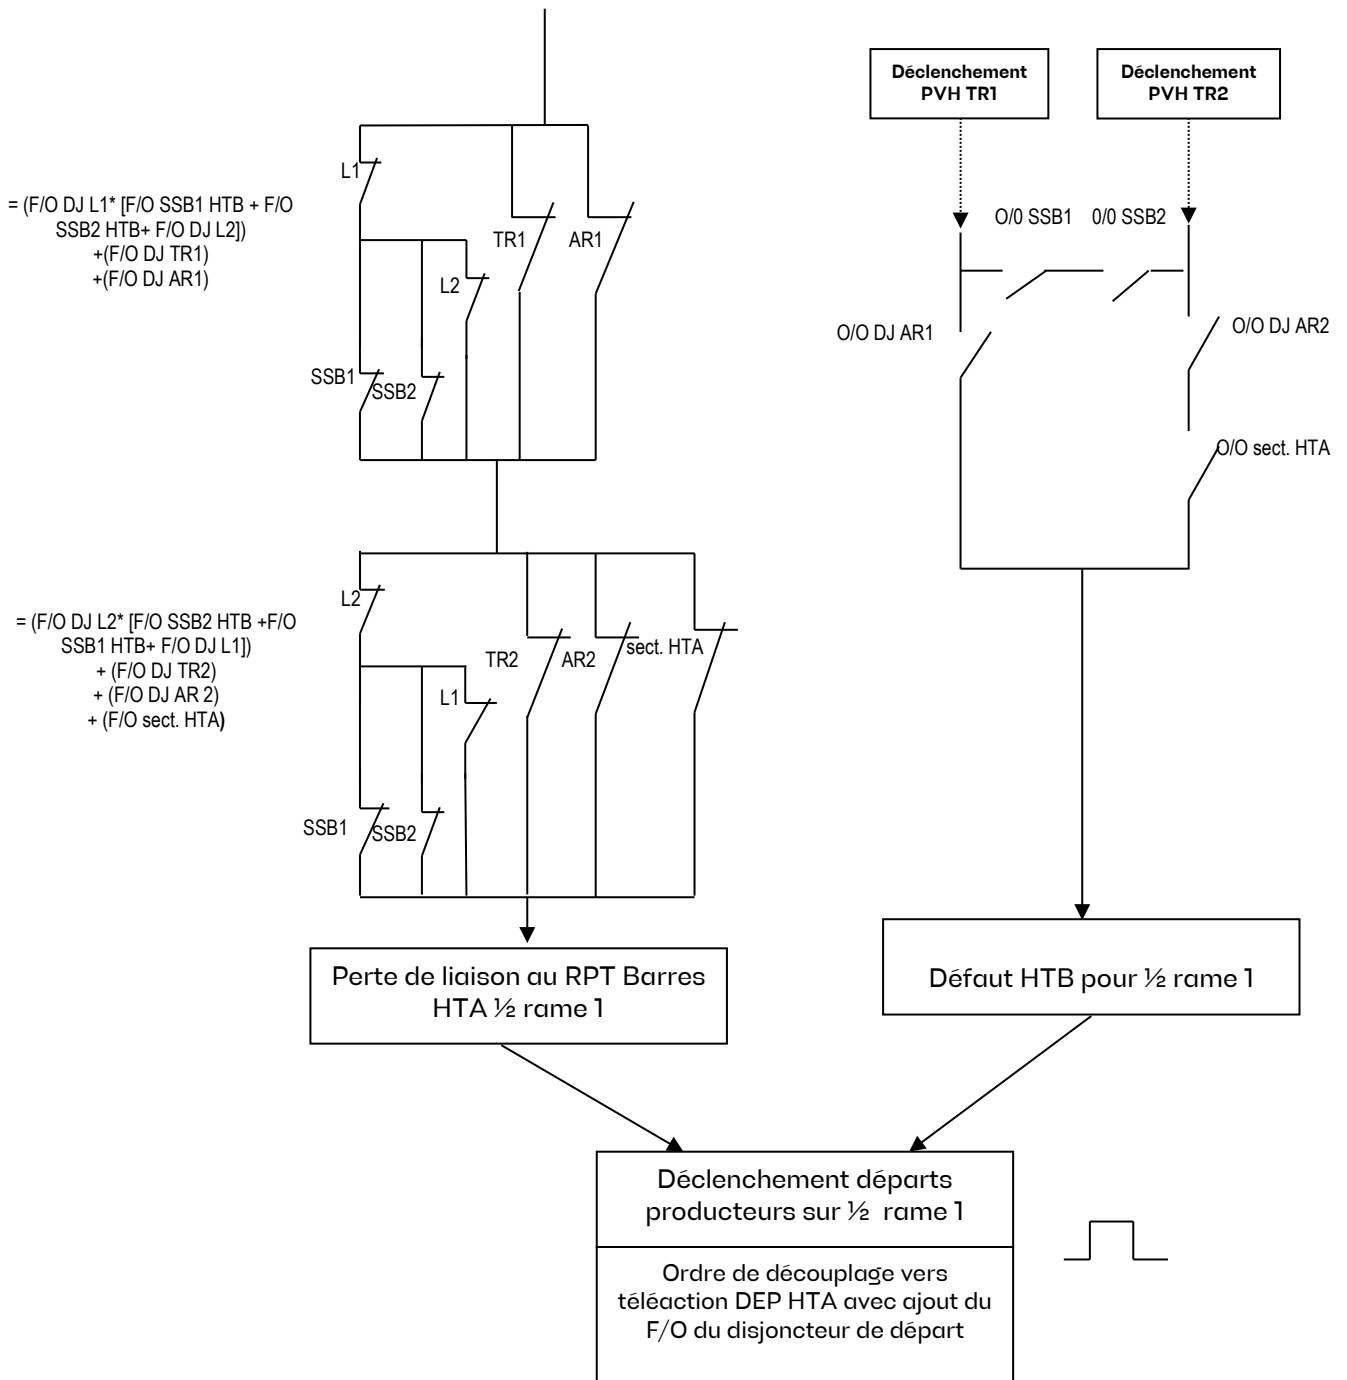 Déclenchement
PVH TR1
Déclenchement
PVH TR2
L1
= (F/O DJ L1* [F/O SSB1 HTB + F/O
SSB2 HTB+ F/O DJ L2])
+(F/O DJ TR1)
+(F/O DJ AR1)
TR1
AR1
L2
SSB1
SSB2
O/0 SSB1
0/0 SSB2
O/O DJ AR1
O/O DJ AR2
O/O sect. HTA
L2
= (F/O DJ L2* [F/O SSB2 HTB +F/O
SSB1 HTB+ F/O DJ L1])
+ (F/O DJ TR2)
+ (F/O DJ AR 2)
+ (F/O sect. HTA)
TR2
AR2
sect. HTA
L1
SSB1
SSB2
Perte de liaison au RPT Barres
HTA ½ rame 1
Défaut HTB pour ½ rame 1
Déclenchement départs
producteurs sur ½ rame 1
Ordre de découplage vers
téléaction DEP HTA avec ajout du
F/O du disjoncteur de départ